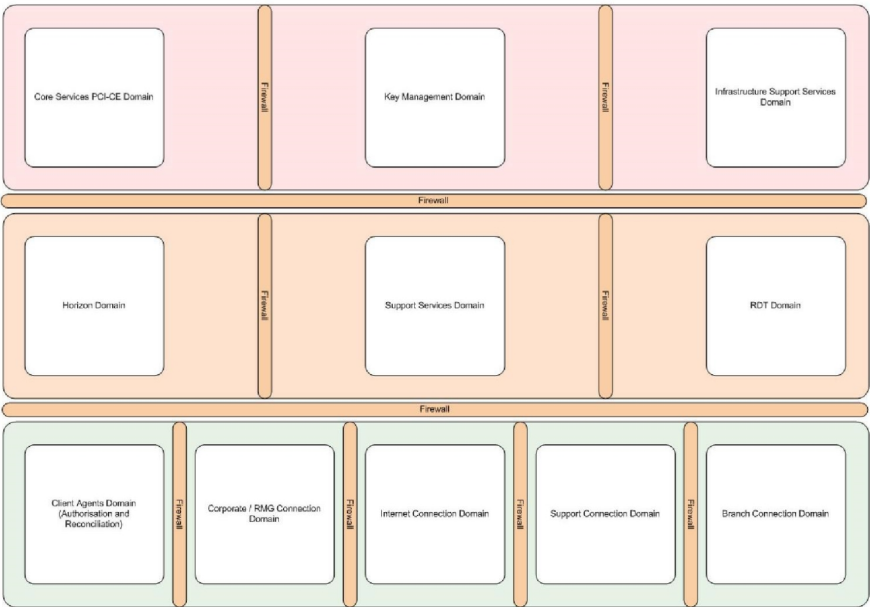 Core Services PCI-CE Domain
Firewall
Key Management Domain
Firewall
Infrastructure Support Services
Domain
Firewall
Horizon Domain
Firewall
Support Services Domain
Firewall
RDT Domain
Firewall
Client Agents Domain
(Authorisation and
Reconciliation)
Firewall
Corporate / RMG Connection
Domain
Firewall
Internet Connection Domain
Firewall
Support Connection Domain
Firewall
Branch Connection Domain